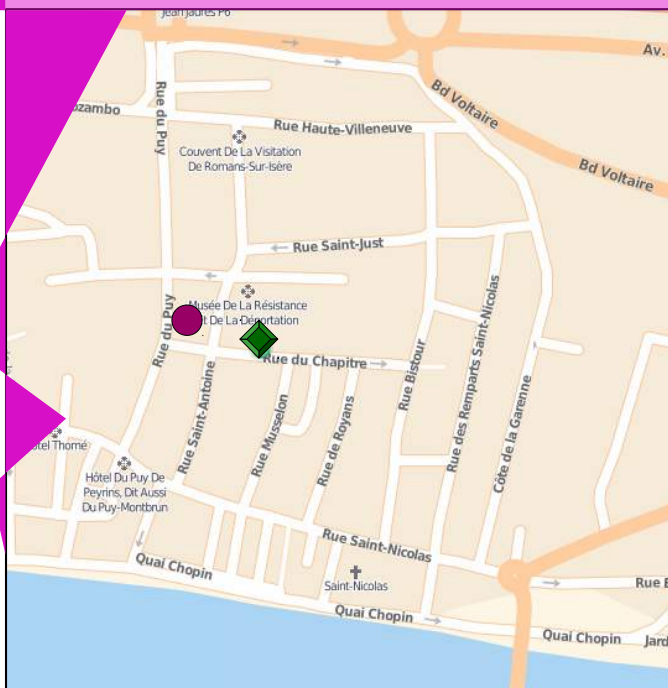 Jean Jaurès P6
Av.
Bd Voltaire
Rue du Puy
Rue Haute-Villeneuve
Couvent De La Visitation
De Romans-Sur-Isère
Bd Voltaire
Rue Saint-Just
Musée De La Résistance
Et De La Déportation
Rue des Remparts Saint-Nicolas
Rue du Puy
Rue du Chapitre
Rue Bistour
Rue Saint-Antoine
Rue Musselon
Rue de Royans
Côte de la Garenne
Thomé
Hôtel Du Puy De
Peyrins, Dit Aussi
Du Puy-Montbrun
Rue Saint-Nicolas
Quai Chopin
Saint-Nicolas
Rue
Quai Chopin
Quai Chopin
Jard